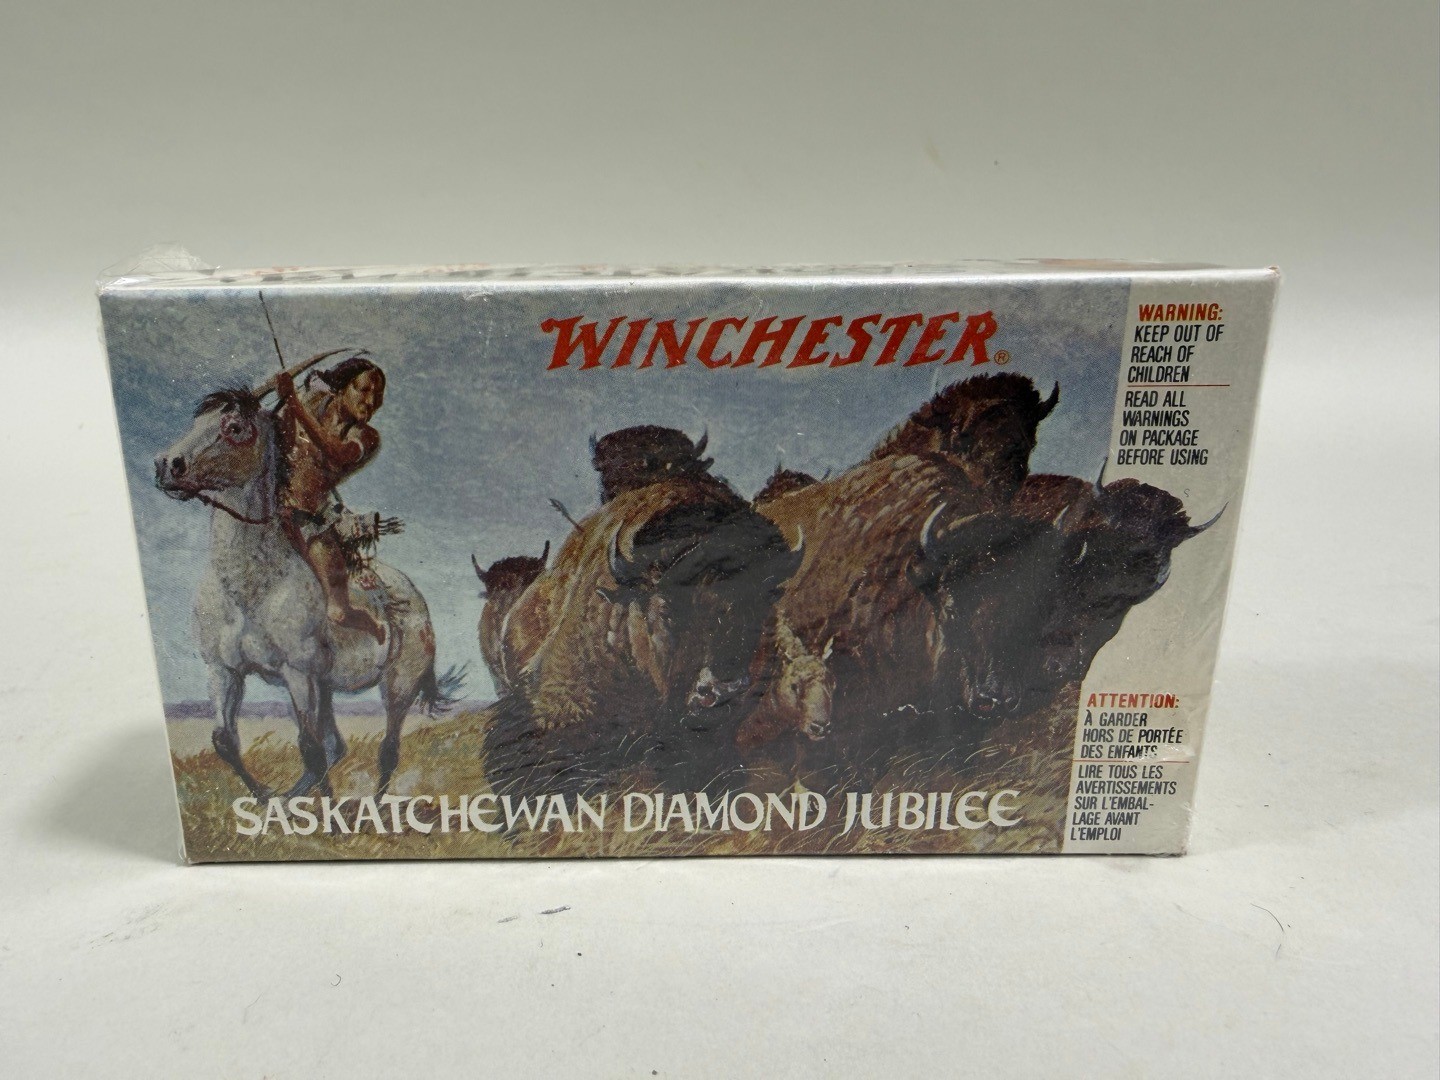 WINCHESTER®
WARNING:
KEEP OUT OF
REACH OF
CHILDREN
READ ALL
WARNINGS
ON PACKAGE
BEFORE USING
ATTENTION:
À GARDER
HORS DE PORTÉE
DES ENFANTS
LIRE TOUS LES
AVERTISSEMENTS
SUR L'EMBAL-
LAGE AVANT
L'EMPLOI
SASKATCHEWAN DIAMOND JUBILEE